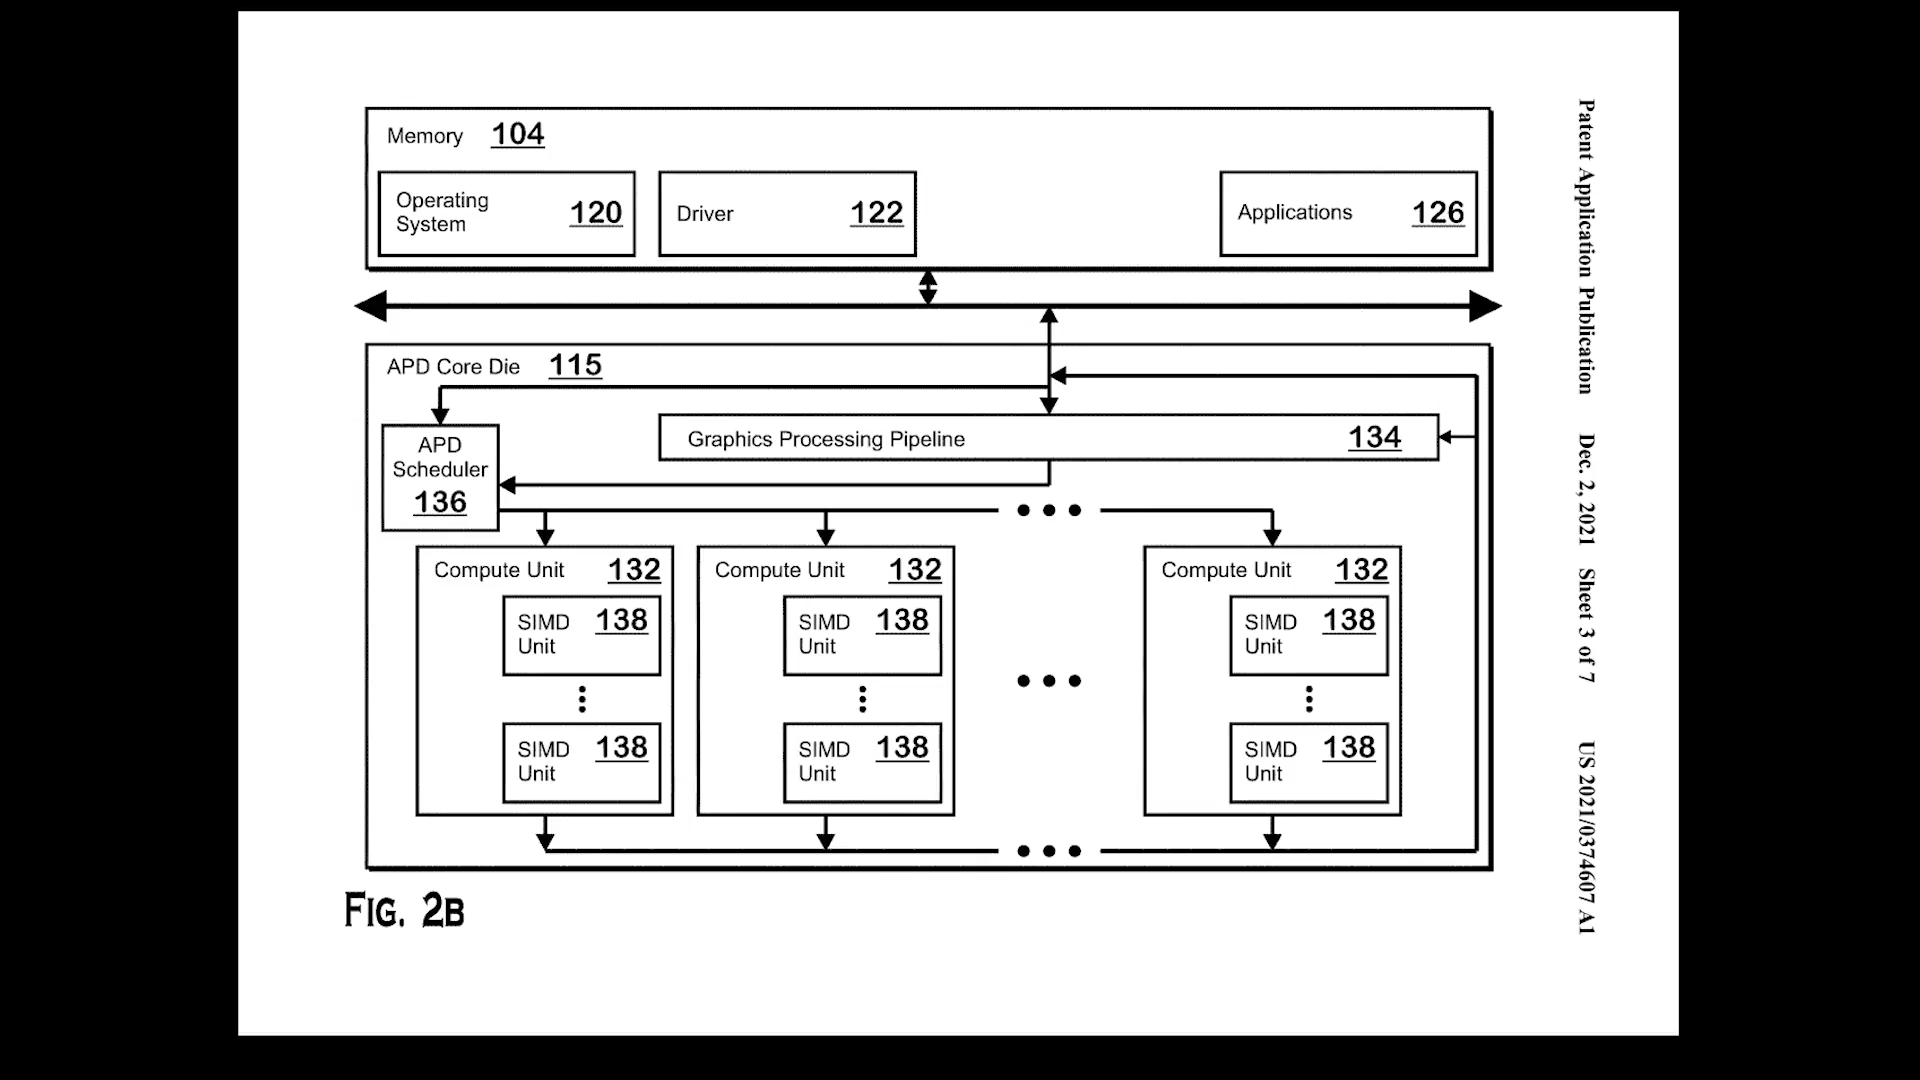 Memory 104
Operating
System 120
Driver 122
Applications 126
APD Core Die 115
APD
Scheduler
136
Graphics Processing Pipeline 134
Compute Unit 132
SIMD
Unit 138
SIMD
Unit 138
Compute Unit 132
SIMD
Unit 138
SIMD
Unit 138
Compute Unit 132
SIMD
Unit 138
SIMD
Unit 138
FIG. 2B
Patent Application Publication Dec. 2, 2021 Sheet 3 of 7 US 2021/0374607 A1